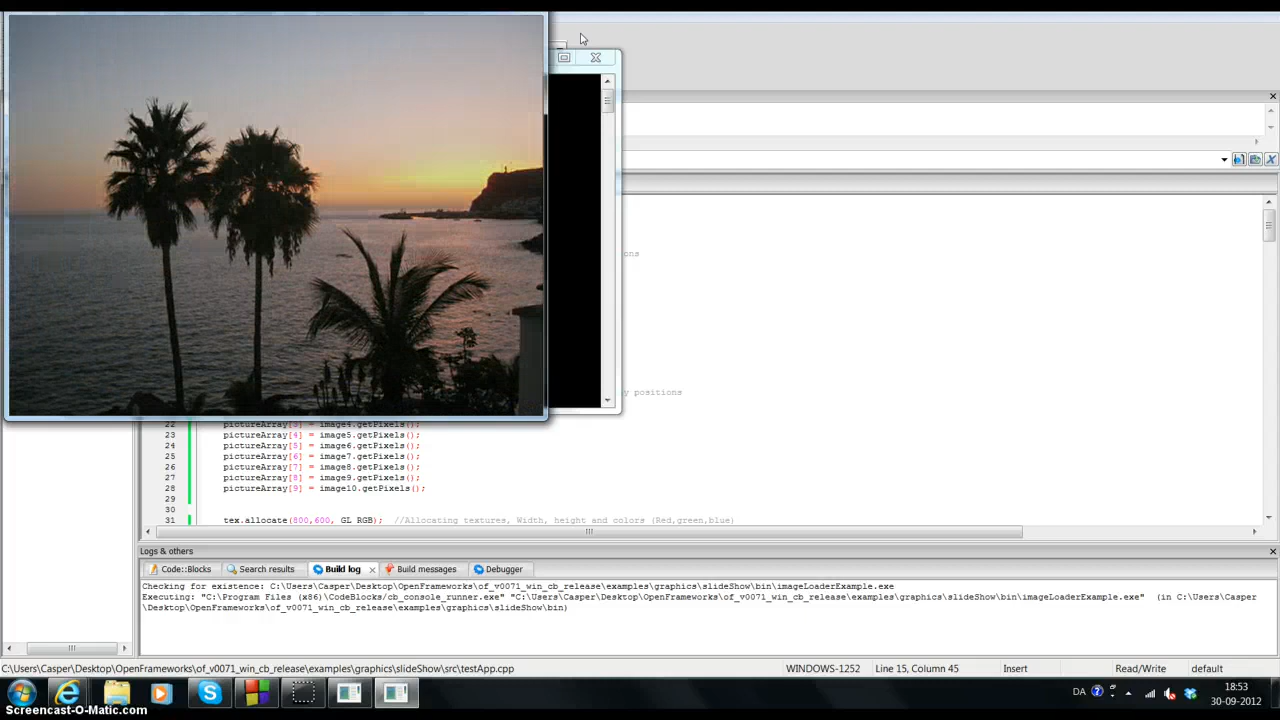 ons
y positions
22 pictureArray[3] = image4.getPixels();
23 pictureArray[4] = image5.getPixels();
24 pictureArray[5] = image6.getPixels();
25 pictureArray[6] = image7.getPixels();
26 pictureArray[7] = image8.getPixels();
27 pictureArray[8] = image9.getPixels();
28 pictureArray[9] = image10.getPixels();
29
30
31 tex.allocate(800,600, GL_RGB); //Allocating textures, Width, height and colors (Red,green,blue)
Logs & others
Code::Blocks Search results Build log Build messages Debugger
Checking for existence: C:\Users\Casper\Desktop\OpenFrameworks\of_v0071_win_cb_release\examples\graphics\slideShow\bin\imageLoaderExample.exe
Executing: "C:\Program Files (x86)\CodeBlocks/cb_console_runner.exe" "C:\Users\Casper\Desktop\OpenFrameworks\of_v0071_win_cb_release\examples\graphics\slideShow\bin\imageLoaderExample.exe" (in C:\Users\Casper
\Desktop\OpenFrameworks\of_v0071_win_cb_release\examples\graphics\slideShow\bin)
C:\Users\Casper\Desktop\OpenFrameworks\of_v0071_win_cb_release\examples\graphics\slideShow\src\testApp.cpp WINDOWS-1252 Line 15, Column 45 Insert Read/Write default
DA 18:53
30-09-2012
Screencast-O-Matic.com